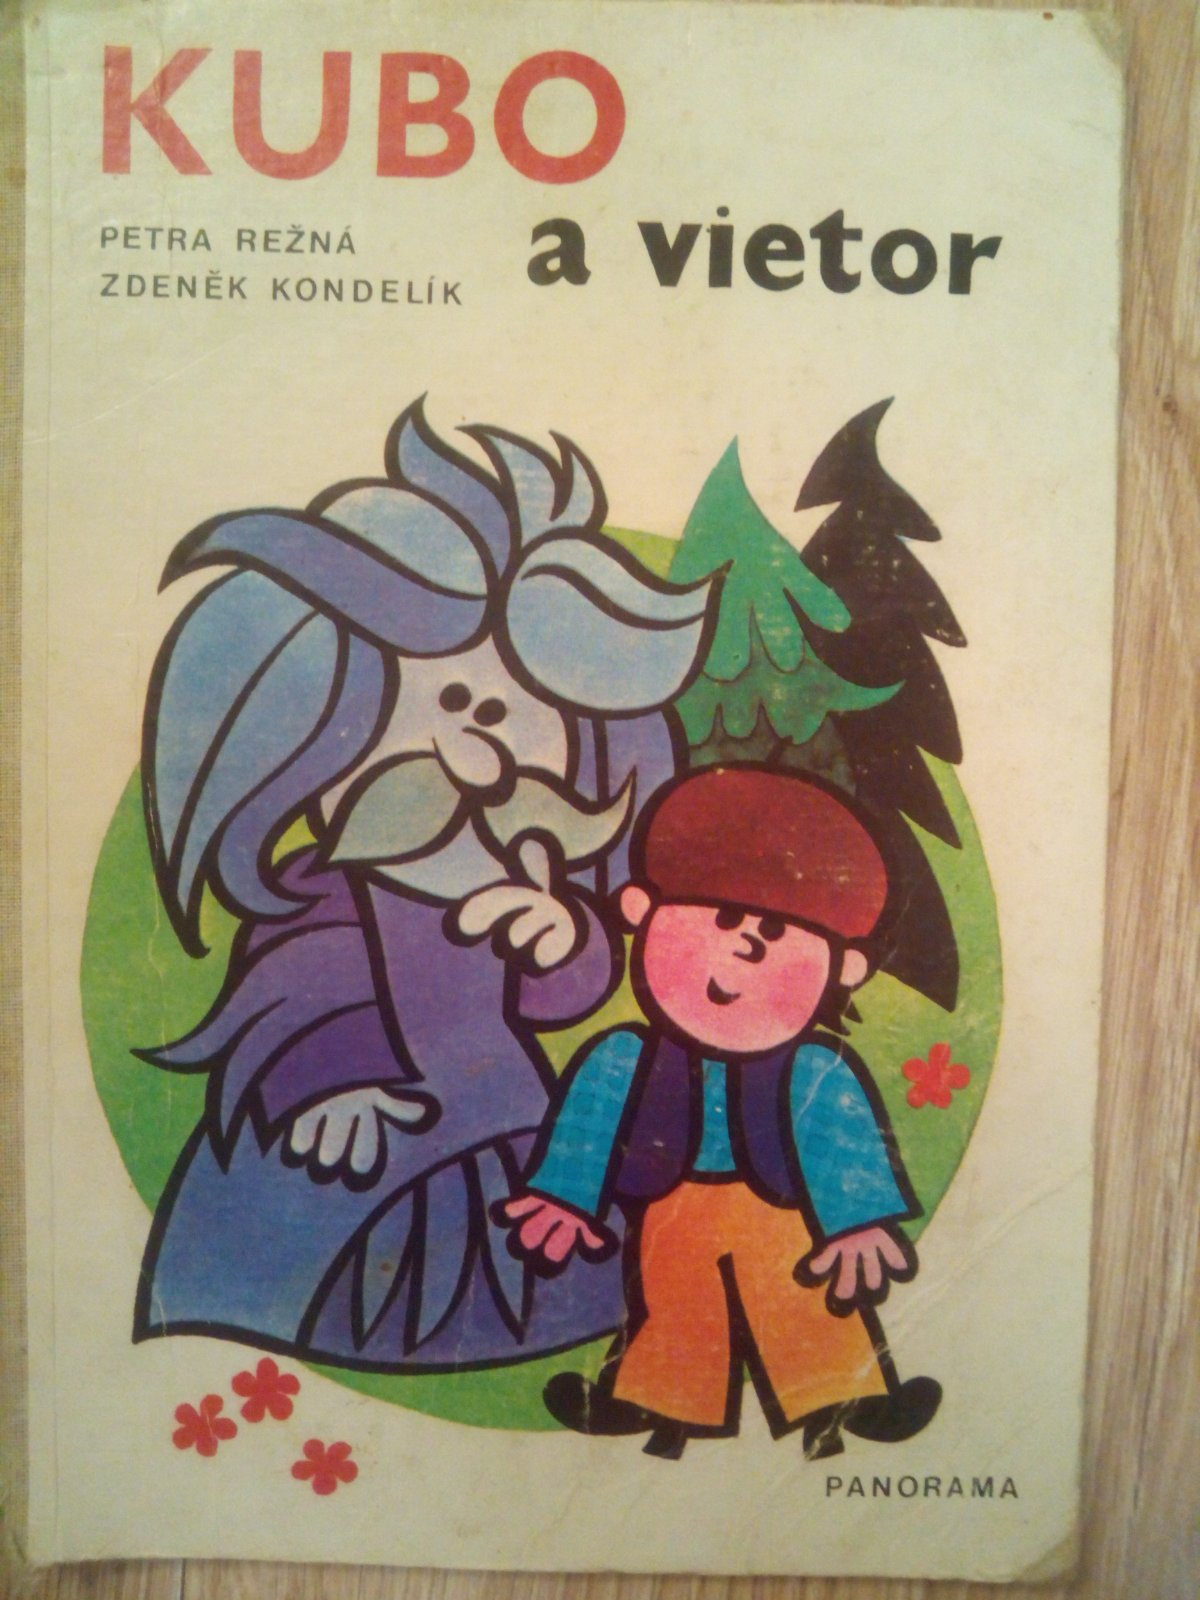 KUBO
a vietor
PETRA REŽNÁ
ZDENĚK KONDELÍK
PANORAMA